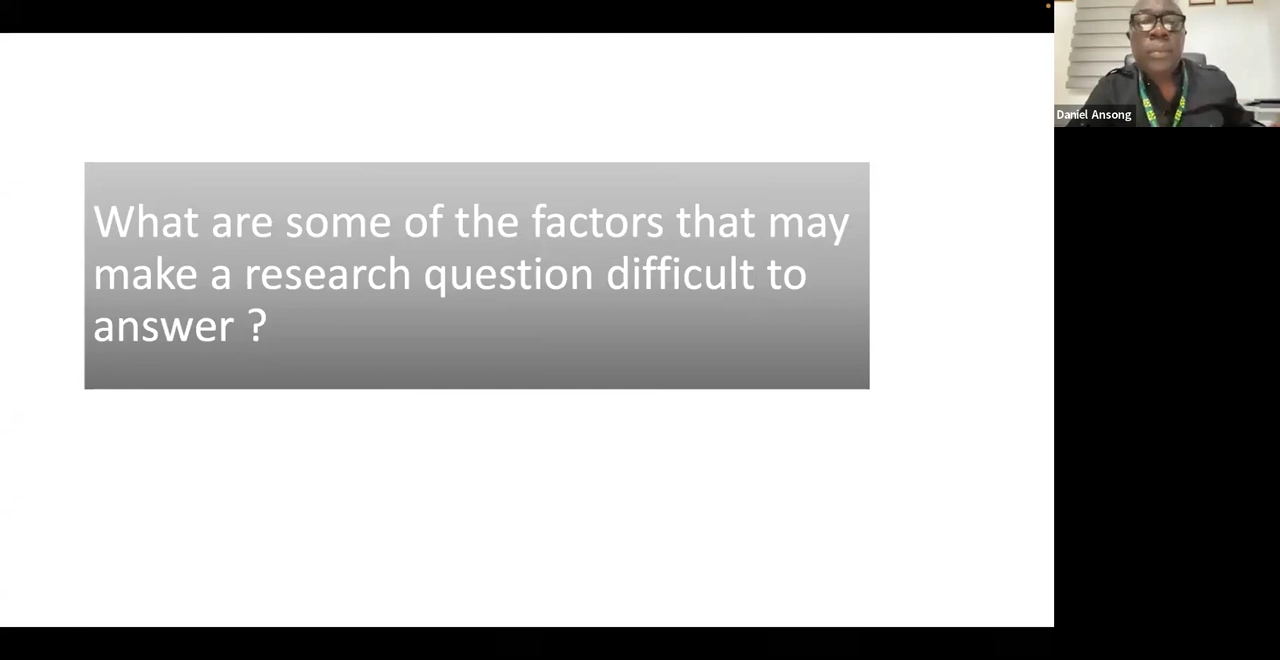 What are some of the factors that may
make a research question difficult to
answer ?
Daniel Ansong